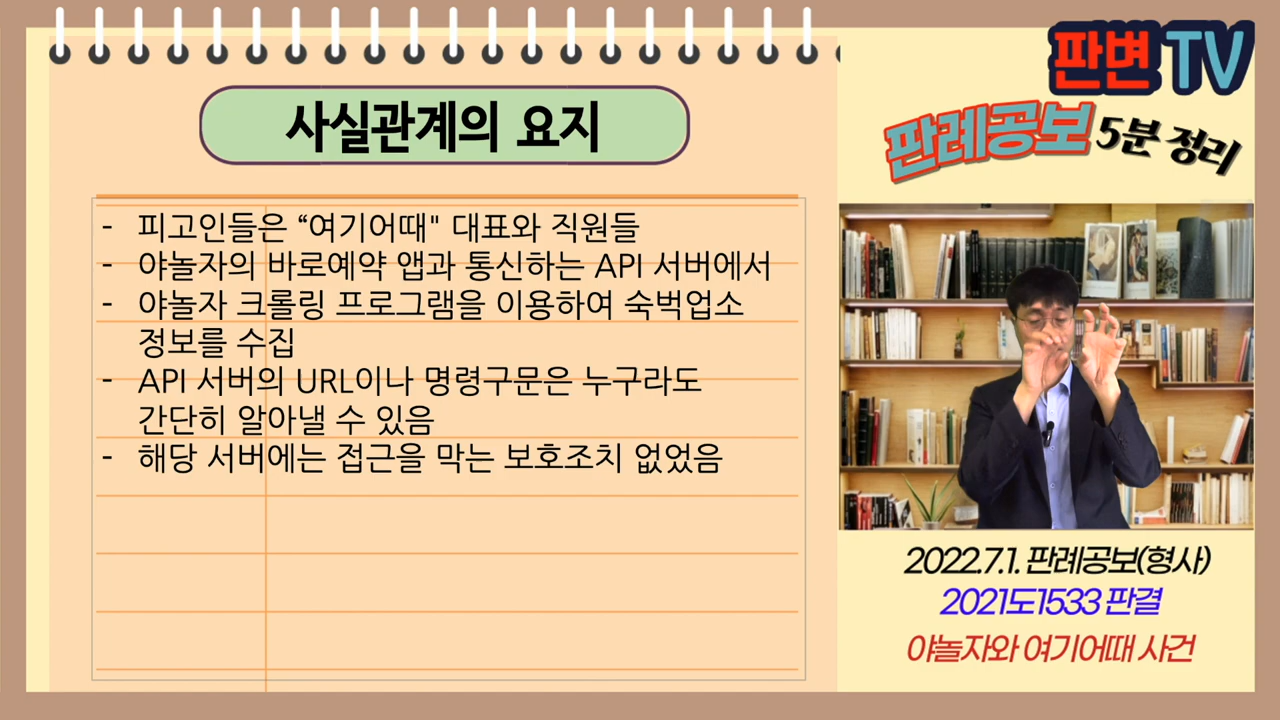 판변 TV
판례공보 5분 정리
사실관계의 요지
- 피고인들은 “여기어때" 대표와 직원들
- 야놀자의 바로예약 앱과 통신하는 API 서버에서
- 야놀자 크롤링 프로그램을 이용하여 숙벅업소
정보를 수집
- API 서버의 URL이나 명령구문은 누구라도
간단히 알아낼 수 있음
- 해당 서버에는 접근을 막는 보호조치 없었음
2022.7.1. 판례공보(형사)
2021도1533 판결
야놀자와 여기어때 사건